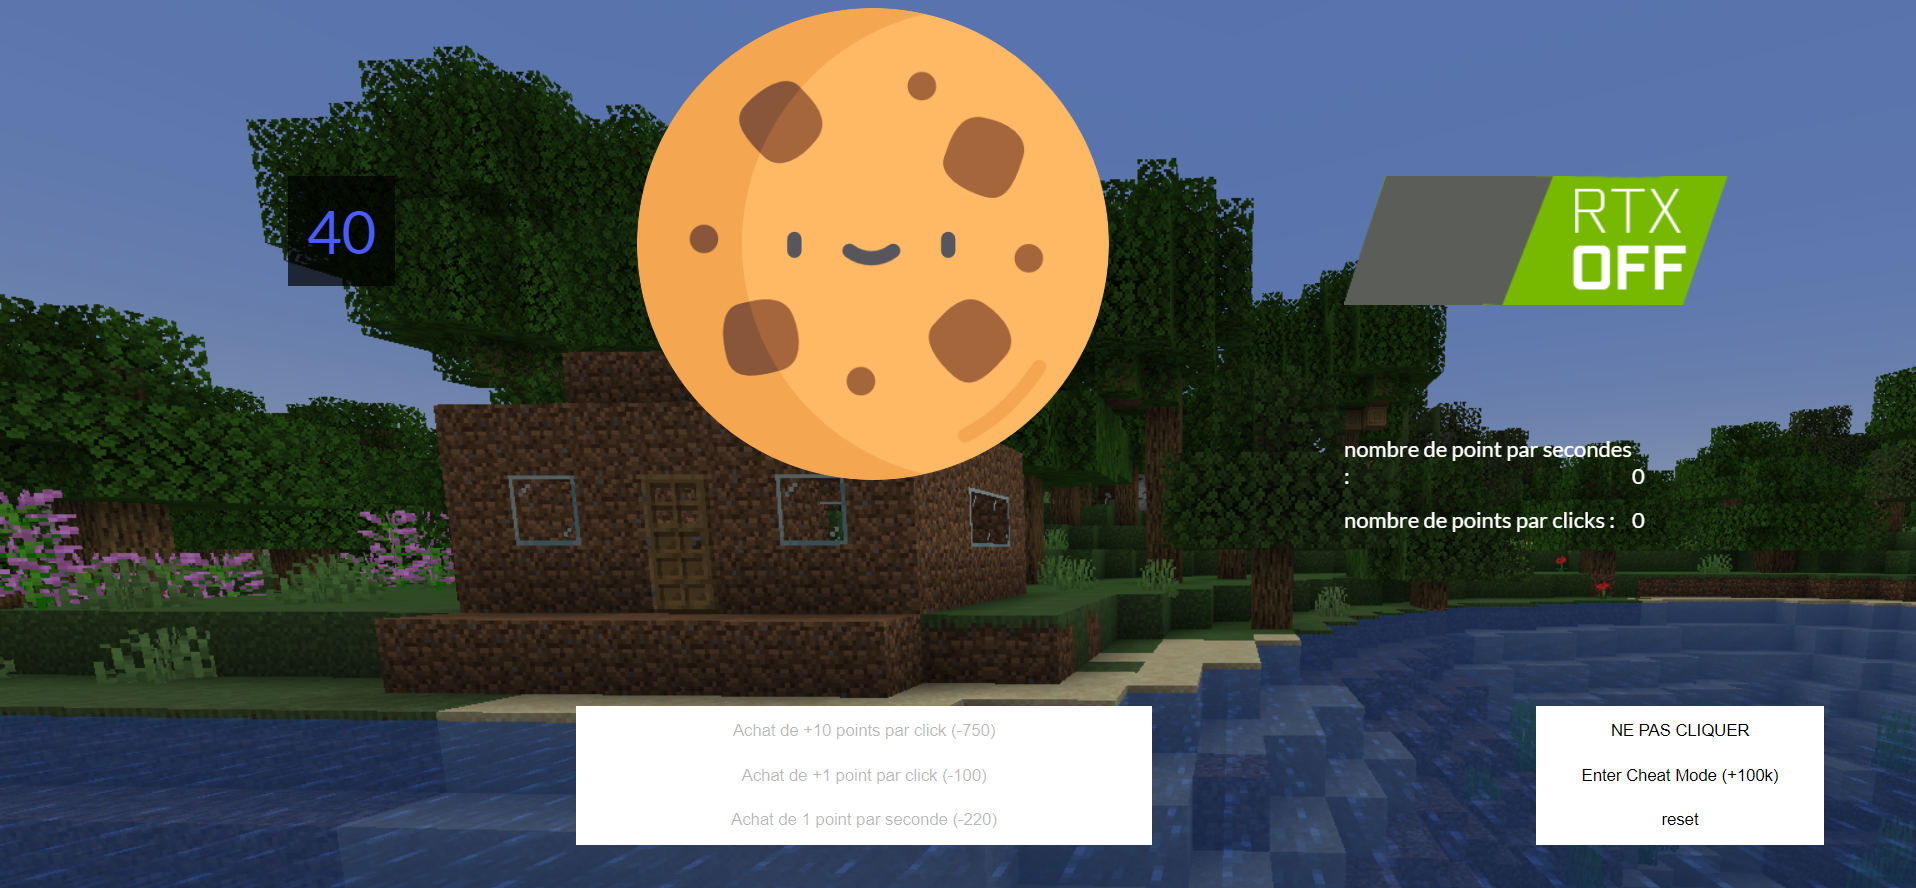 40
RTX
OFF
nombre de point par secondes
: 0
nombre de points par clicks : 0
Achat de +10 points par click (-750)
Achat de +1 point par click (-100)
Achat de 1 point par seconde (-220)
NE PAS CLIQUER
Enter Cheat Mode (+100k)
reset